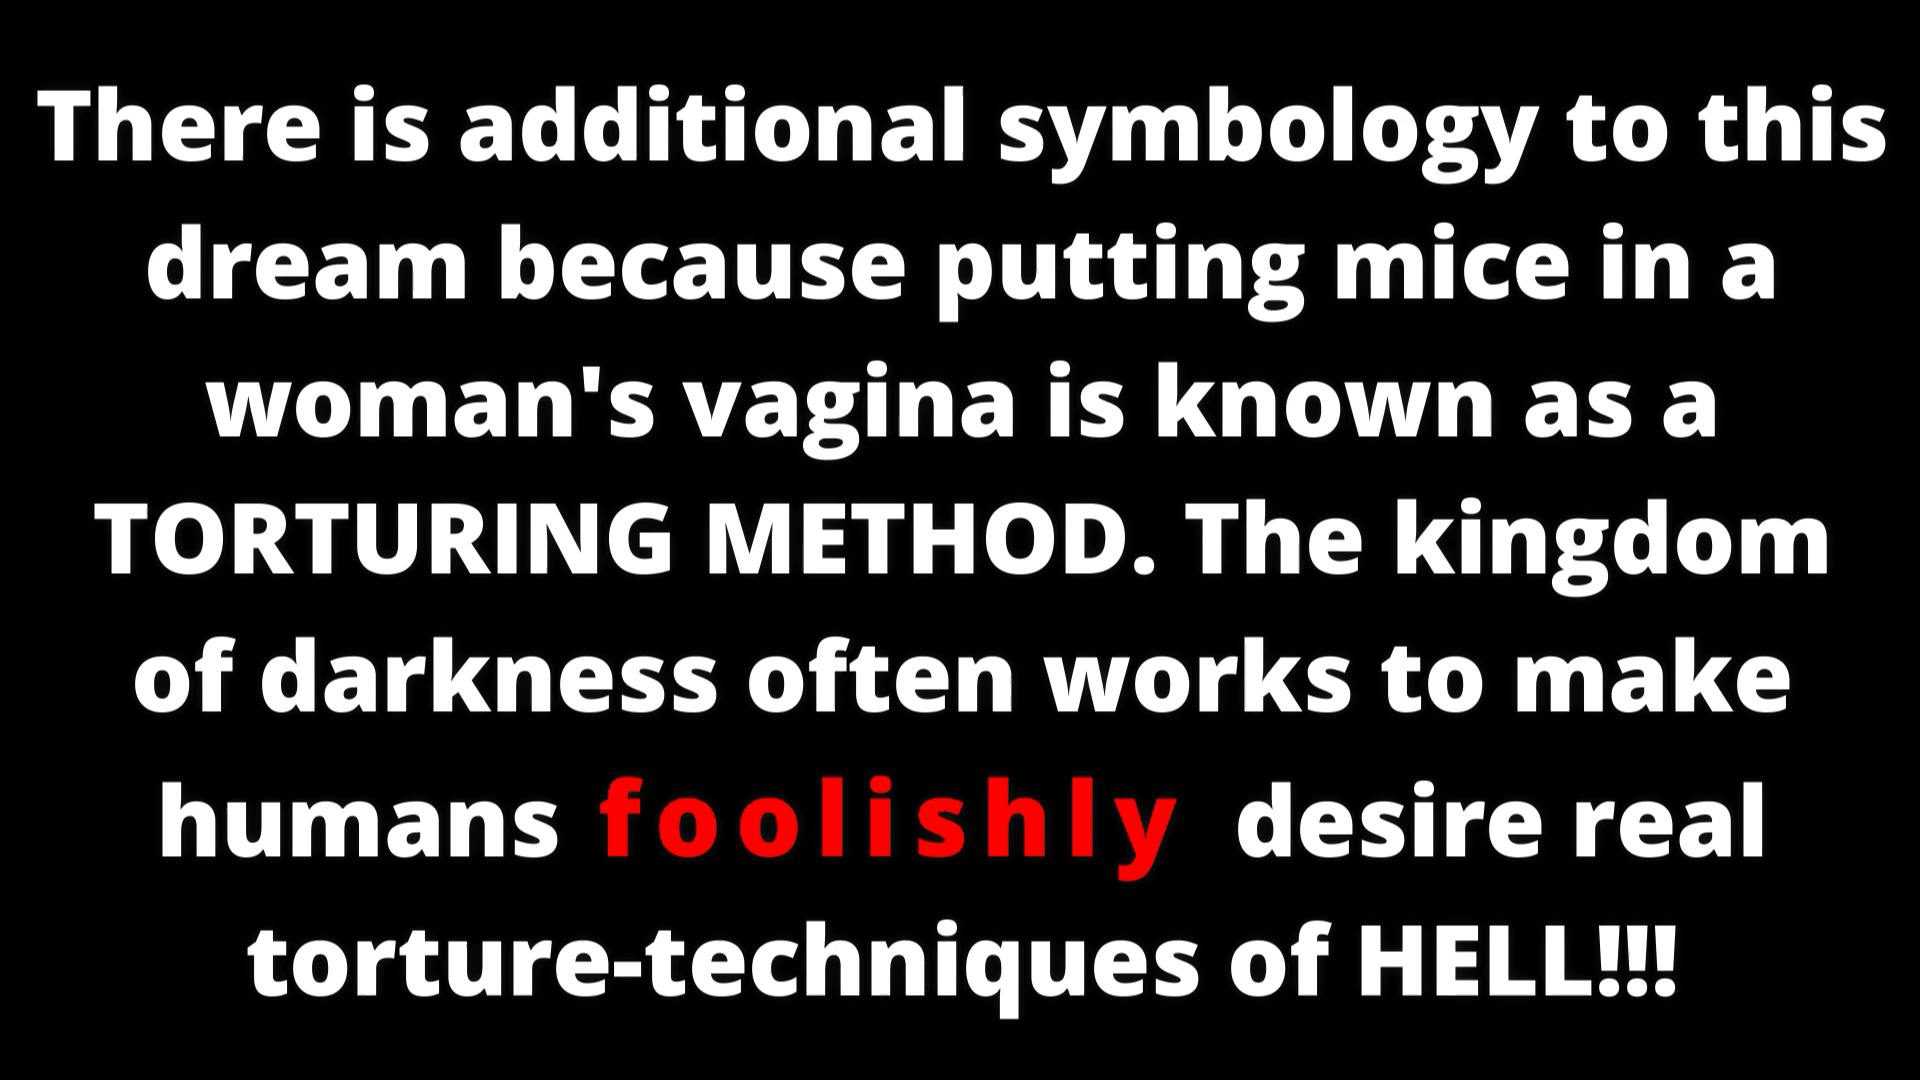 There is additional symbology to this
dream because putting mice in a
woman's vagina is known as a
TORTURING METHOD. The kingdom
of darkness often works to make
humans foolishly desire real
torture-techniques of HELL!!!